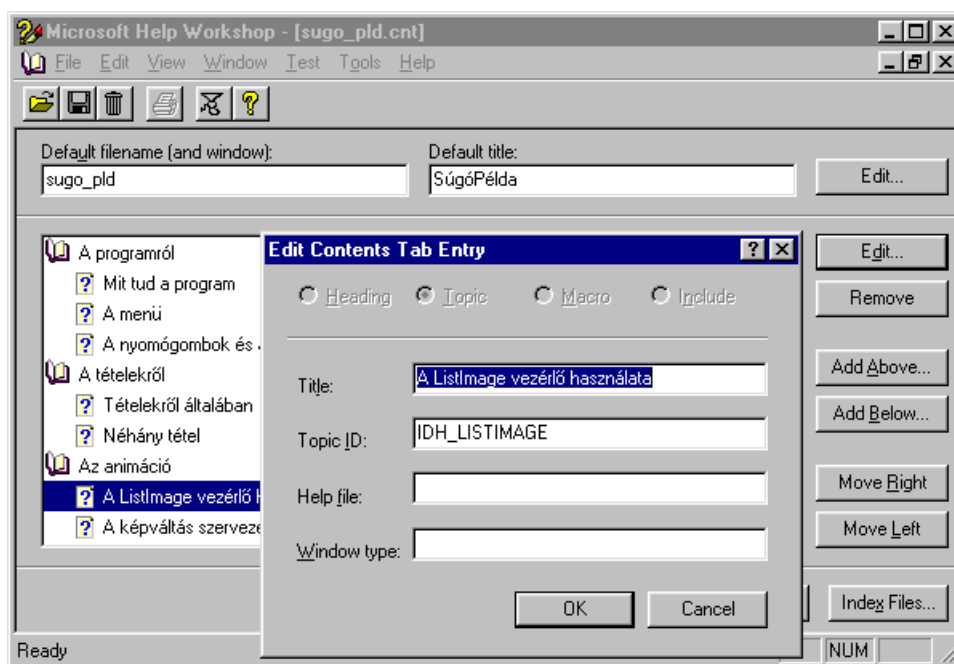 Microsoft Help Workshop - [sugo_pld.cnt]
File Edit View Window Test Tools Help
Default filename (and window):
Default title:
sugo_pld
SúgóPélda
Edit...
A programról
Mit tud a program
A menü
A nyomógombok és
A tételekről
Tételekről általában
Néhány tétel
Az animáció
A ListImage vezérlő
A képváltás
Edit Contents Tab Entry
Heading Topic Macro Include
Title:
A ListImage vezérlő használata
Topic ID:
IDH_LISTIMAGE
Help file:
Window type:
OK
Cancel
Edit...
Remove
Add Above...
Add Below...
Move Right
Move Left
Index Files...
Ready
NUM